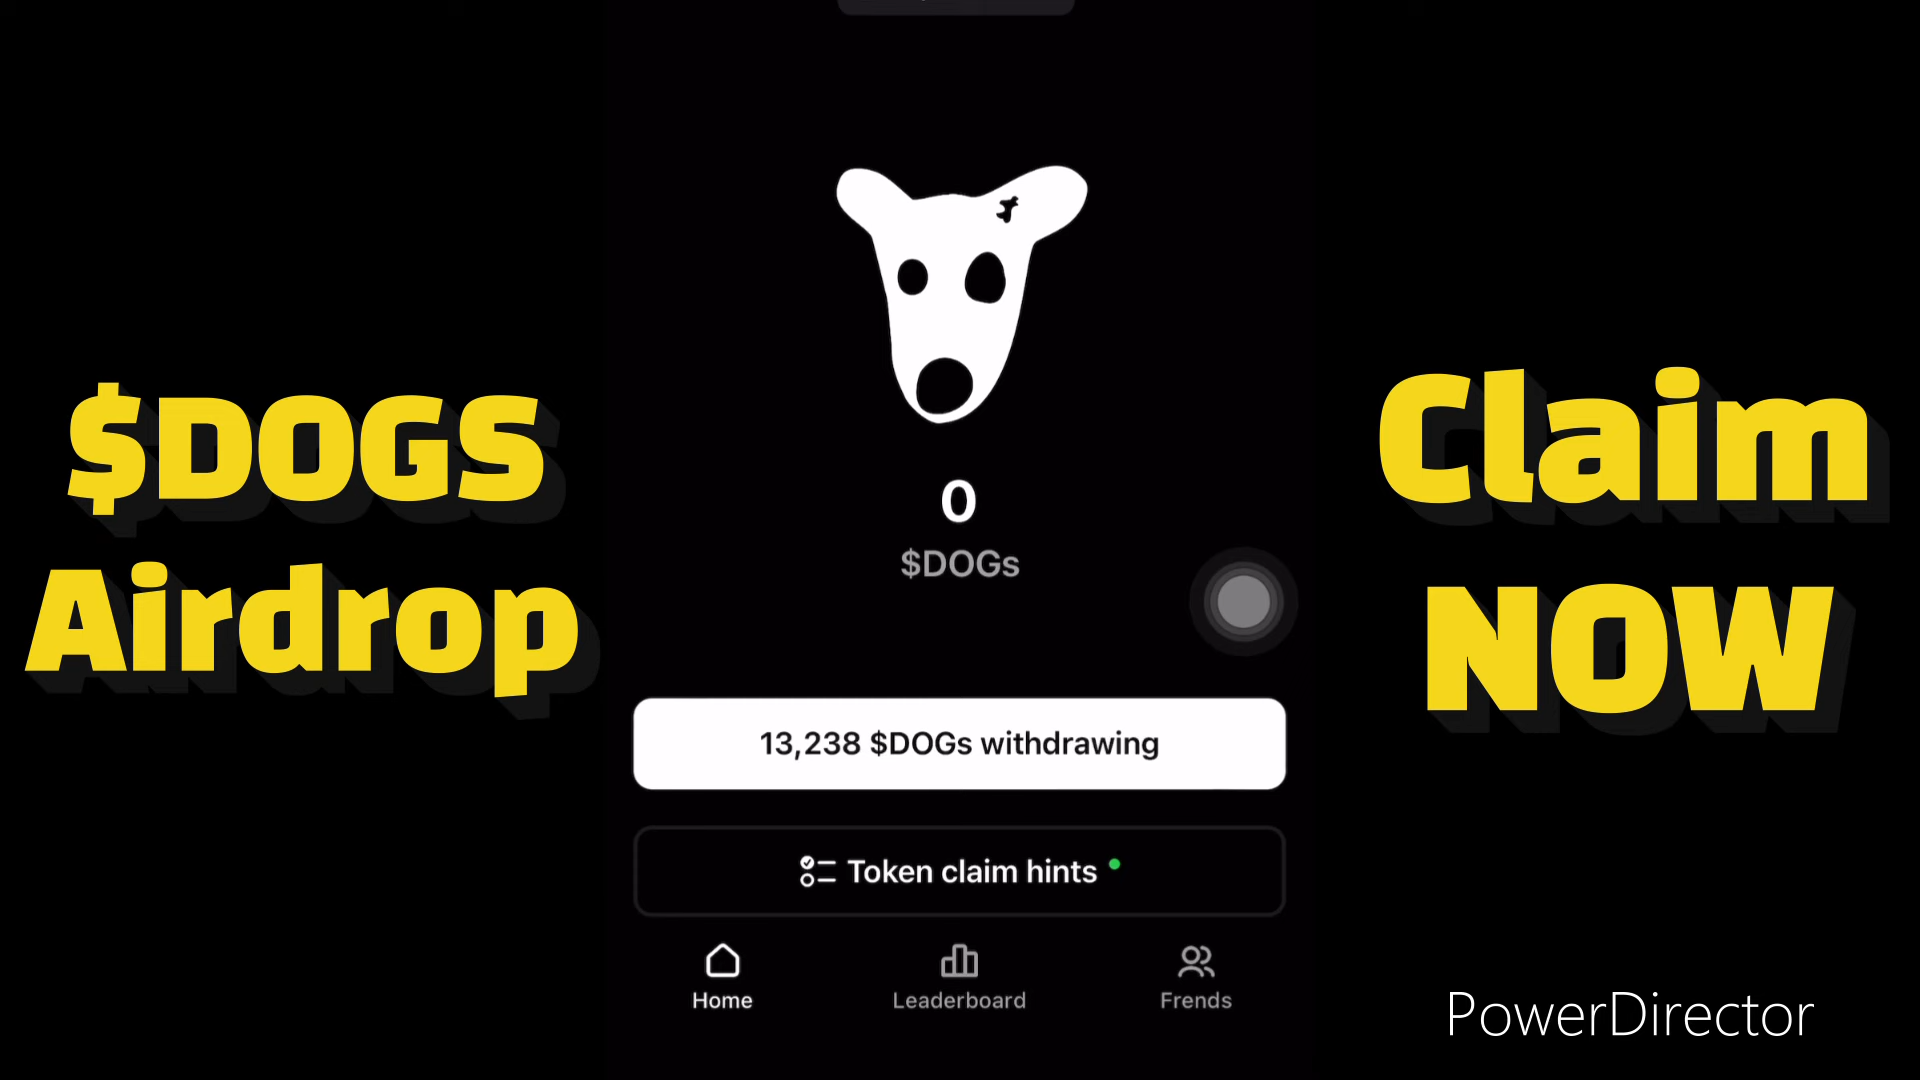 $DOGS
Airdrop
0
$DOGs
13,238 $DOGs withdrawing
Token claim hints
Home
Leaderboard
Frends
Claim
NOW
PowerDirector